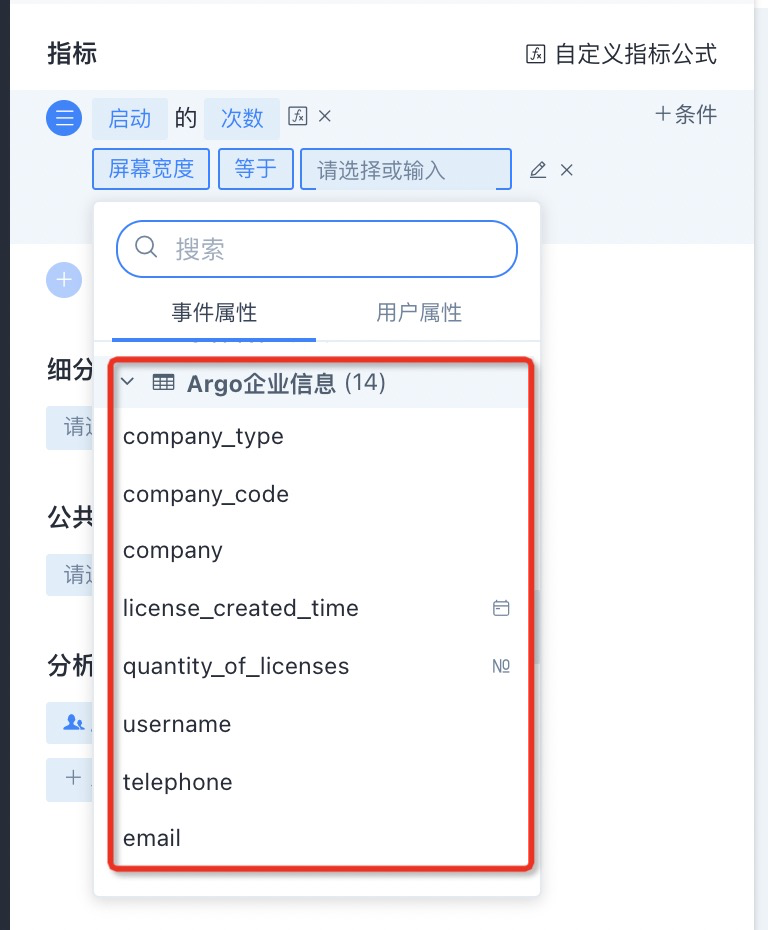 指标 自定义指标公式
启动 的 次数 +条件
屏幕宽度 等于 请选择或输入
搜索
事件属性 用户属性
细分
Argo企业信息 (14)
company_type
请
company_code
公共
company
请
license_created_time
分析
quantity_of_licenses №
username
telephone
email